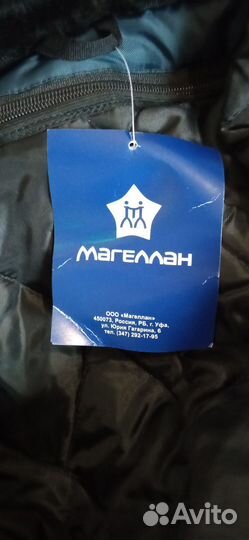 МАГЕЛЛАН
ООО «Магеллан»
450073, Россия, РБ, г. Уфа,
ул. Юрия Гагарина, 6
тел. (347) 292-17-95
Avito